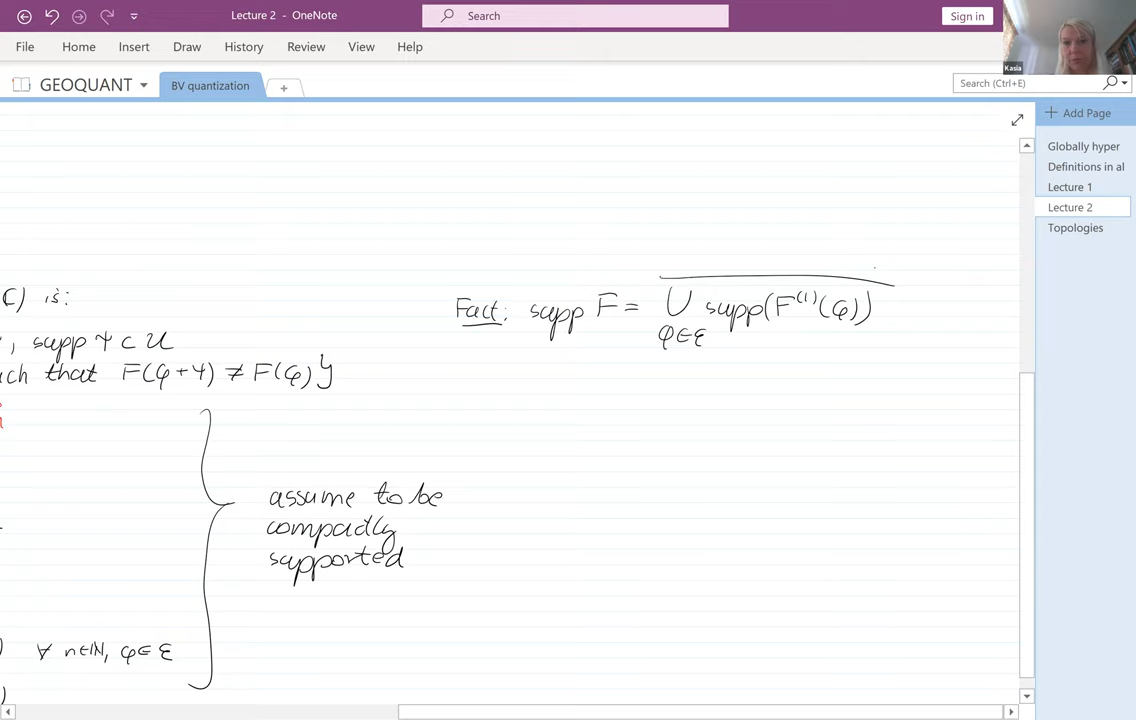 Lecture 2 - OneNote
Search
Sign in
Kasia
File Home Insert Draw History Review View Help
GEOQUANT
BV quantization
+
Search (Ctrl+E)
+ Add Page
Globally hyper
Definitions in al
Lecture 1
Lecture 2
Topologies
C) is:
, supp ψ ⊂ U
uch that F(φ+ψ) ≠ F(φ)}
Fact: supp F = \overline{⋃_{φ∈ℰ} supp(F^{(1)}(φ))}
assume to be
compactly
supported
) ∀ n∈ℕ, φ∈ℰ
)